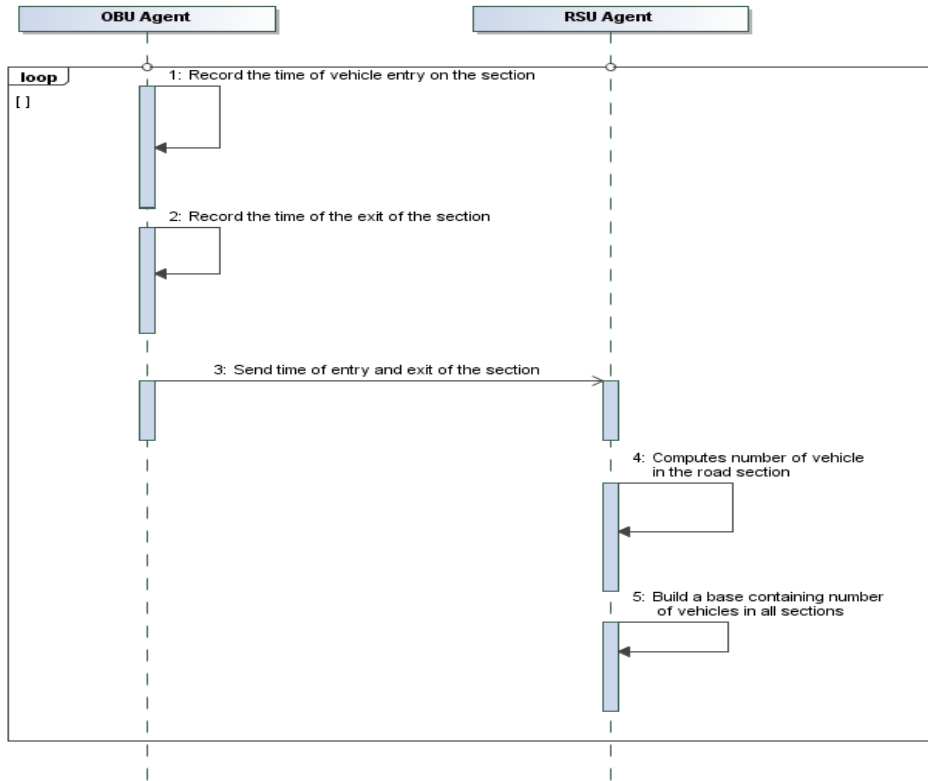 OBU Agent
RSU Agent
loop
[ ]
1: Record the time of vehicle entry on the section
2: Record the time of the exit of the section
3: Send time of entry and exit of the section
4: Computes number of vehicle
in the road section
5: Build a base containing number
of vehicles in all sections